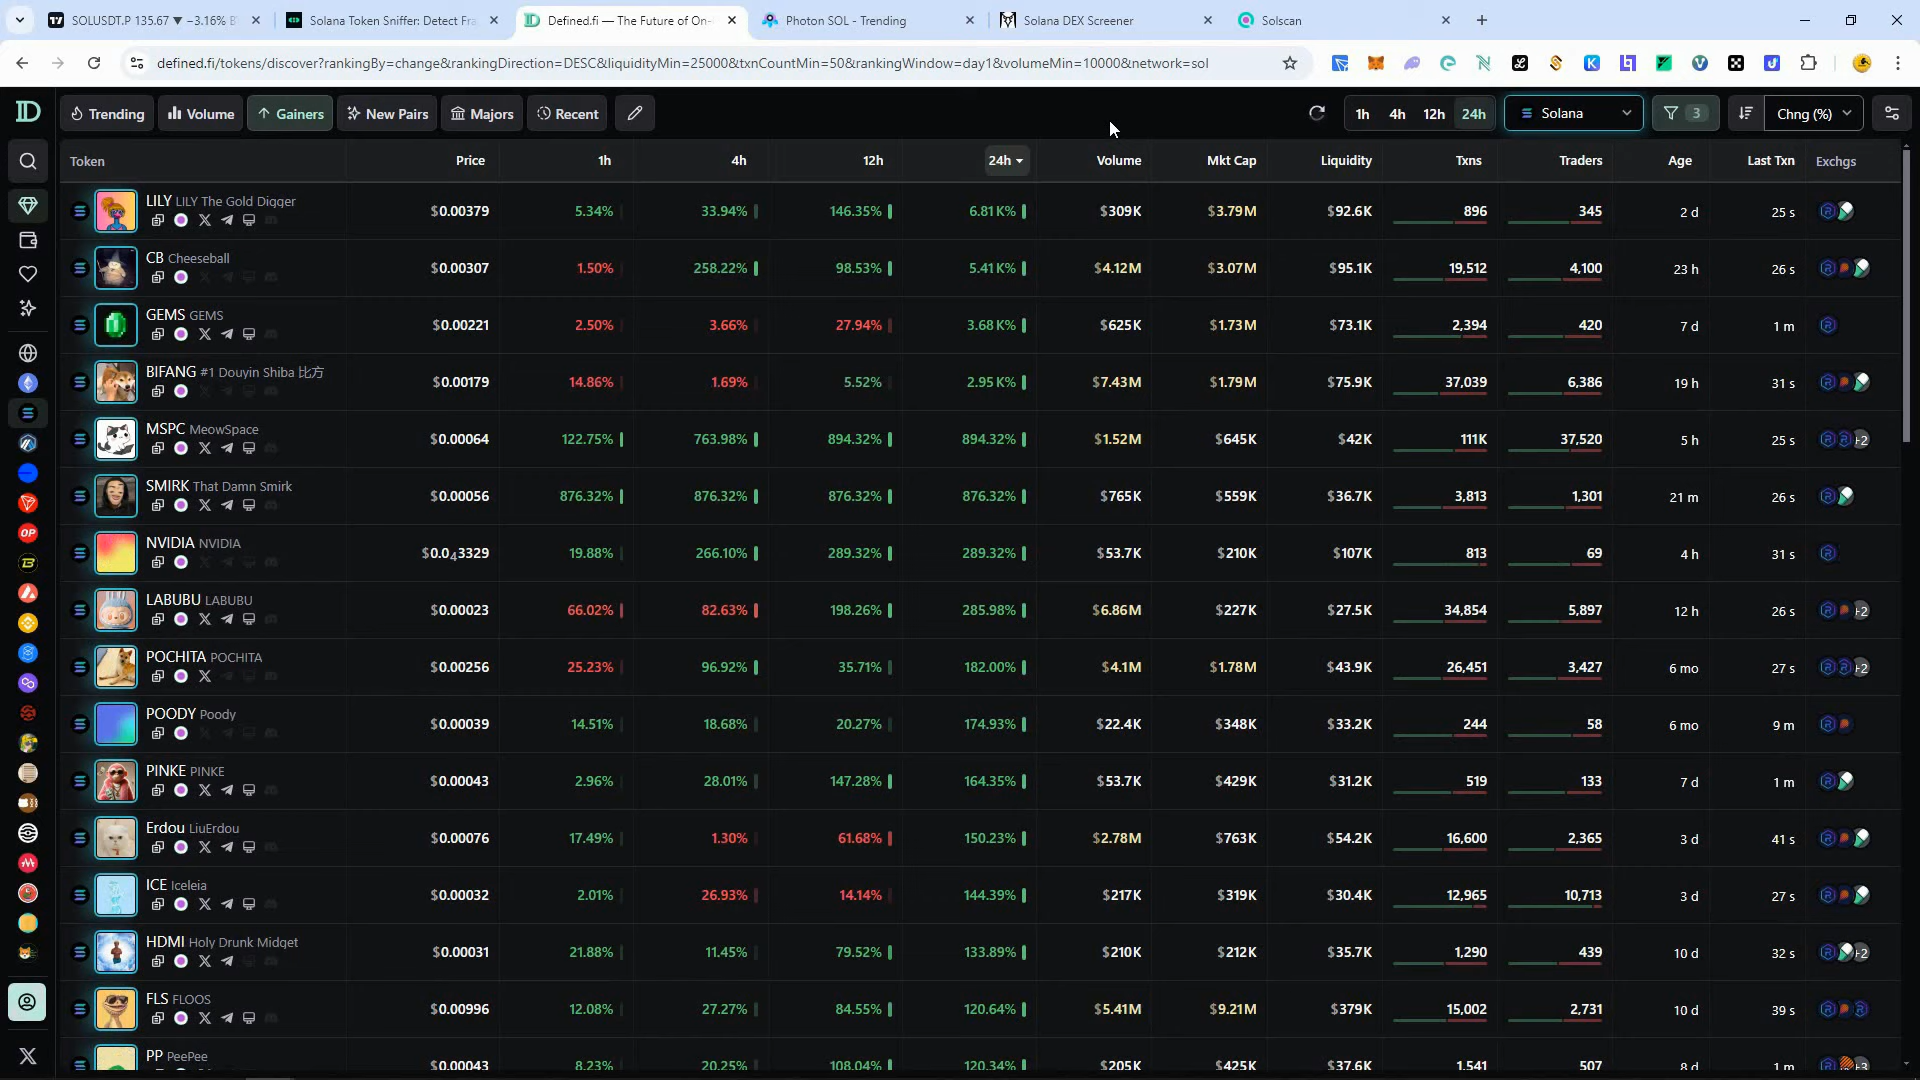 SOLUSDT.P 135.67 ▼ −3.16%
Solana Token Sniffer: Detect Fra
Defined.fi — The Future of On-
Photon SOL - Trending
Solana DEX Screener
Solscan
defined.fi/tokens/discover?rankingBy=change&rankingDirection=DESC&liquidityMin=25000&txnCountMin=50&rankingWindow=day1&volumeMin=10000&network=sol
Trending Volume Gainers New Pairs Majors Recent 1h 4h 12h 24h Solana 3 Chng (%)
Token Price 1h 4h 12h 24h Volume Mkt Cap Liquidity Txns Traders Age Last Txn Exchgs
LILY LILY The Gold Digger $0.00379 5.34% 33.94% 146.35% 6.81K% $309K $3.79M $92.6K 896 345 2 d 25 s
CB Cheeseball $0.00307 1.50% 258.22% 98.53% 5.41K% $4.12M $3.07M $95.1K 19,512 4,100 23 h 26 s
GEMS GEMS $0.00221 2.50% 3.66% 27.94% 3.68K% $625K $1.73M $73.1K 2,394 420 7 d 1 m
BIFANG #1 Douyin Shiba 比方 $0.00179 14.86% 1.69% 5.52% 2.95K% $7.43M $1.79M $75.9K 37,039 6,386 19 h 31 s
MSPC MeowSpace $0.00064 122.75% 763.98% 894.32% 894.32% $1.52M $645K $42K 111K 37,520 5 h 25 s +2
SMIRK That Damn Smirk $0.00056 876.32% 876.32% 876.32% 876.32% $765K $559K $36.7K 3,813 1,301 21 m 26 s
NVIDIA NVIDIA $0.0₄3329 19.88% 266.10% 289.32% 289.32% $53.7K $210K $107K 813 69 4 h 31 s
LABUBU LABUBU $0.00023 66.02% 82.63% 198.26% 285.98% $6.86M $227K $27.5K 34,854 5,897 12 h 26 s +2
POCHITA POCHITA $0.00256 25.23% 96.92% 35.71% 182.00% $4.1M $1.78M $43.9K 26,451 3,427 6 mo 27 s +2
POODY Poody $0.00039 14.51% 18.68% 20.27% 174.93% $22.4K $348K $33.2K 244 58 6 mo 9 m
PINKE PINKE $0.00043 2.96% 28.01% 147.28% 164.35% $53.7K $429K $31.2K 519 133 7 d 1 m
Erdou LiuErdou $0.00076 17.49% 1.30% 61.68% 150.23% $2.78M $763K $54.2K 16,600 2,365 3 d 41 s
ICE Iceleia $0.00032 2.01% 26.93% 14.14% 144.39% $217K $319K $30.4K 12,965 10,713 3 d 27 s
HDMI Holy Drunk Midget $0.00031 21.88% 11.45% 79.52% 133.89% $210K $212K $35.7K 1,290 439 10 d 32 s +2
FLS FLOOS $0.00996 12.08% 27.27% 84.55% 120.64% $5.41M $9.21M $379K 15,002 2,731 10 d 39 s
PP PeePee $0.00043 8.23% 20.25% 108.04% 120.34% $205K $425K $37.6K 1,541 507 8 d 1 m +3